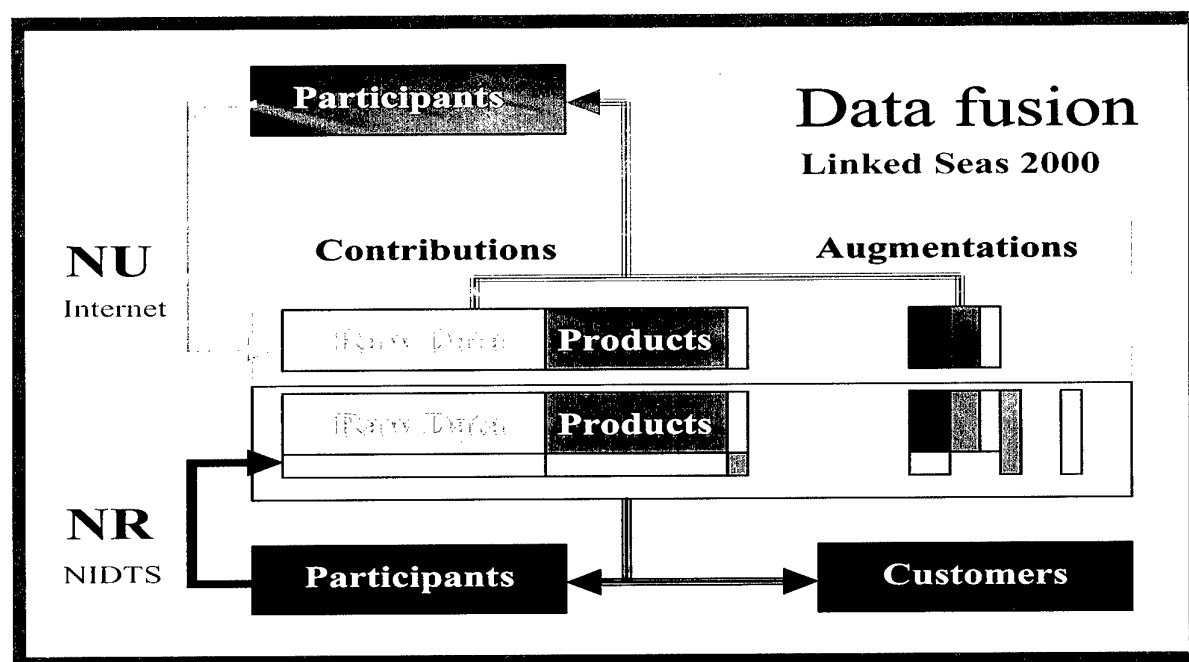 Participants
Data fusion
Linked Seas 2000
NU
Internet
Contributions
Augmentations
Raw Data
Products
Raw Data
Products
NR
NIDTS
Participants
Customers